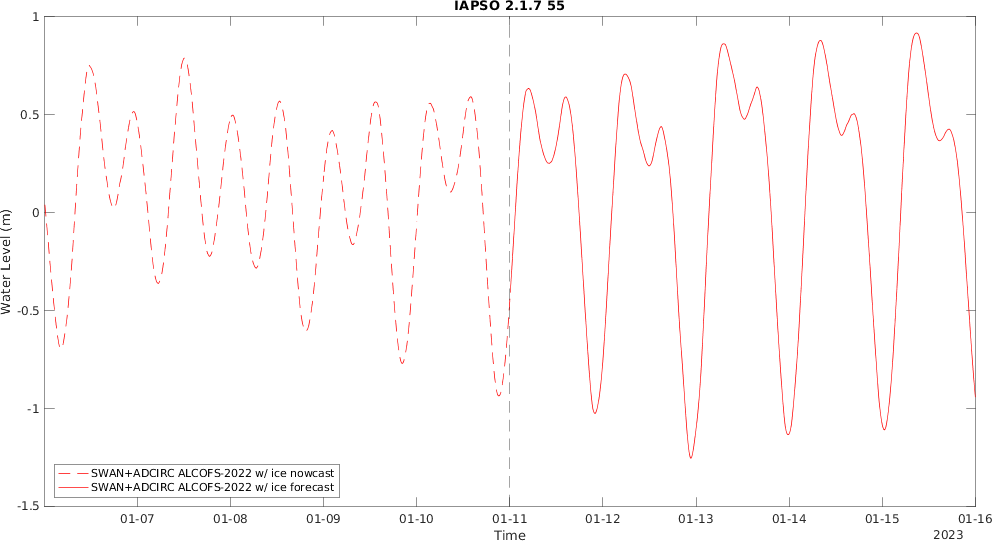 IAPSO 2.1.7 55
1
0.5
0
-0.5
-1
-1.5
Water Level (m)
SWAN+ADCIRC ALCOFS-2022 w/ ice nowcast
SWAN+ADCIRC ALCOFS-2022 w/ ice forecast
01-07 01-08 01-09 01-10 01-11 01-12 01-13 01-14 01-15 01-16
Time
2023